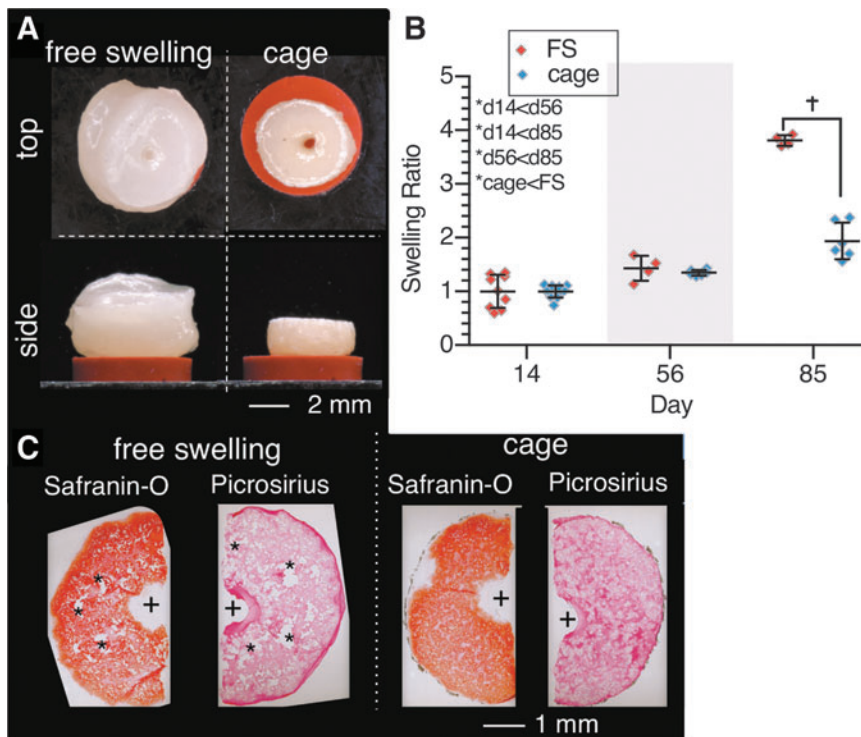 A
free swelling
cage
top
side
2 mm
B
FS
cage
Swelling Ratio
5
4
3
2
1
0
*d14<d56
*d14<d85
*d56<d85
*cage<FS
†
14
56
85
Day
C
free swelling
cage
Safranin-O
Picrosirius
Safranin-O
Picrosirius
*
*
*
+
*
*
*
*
+
+
+
1 mm